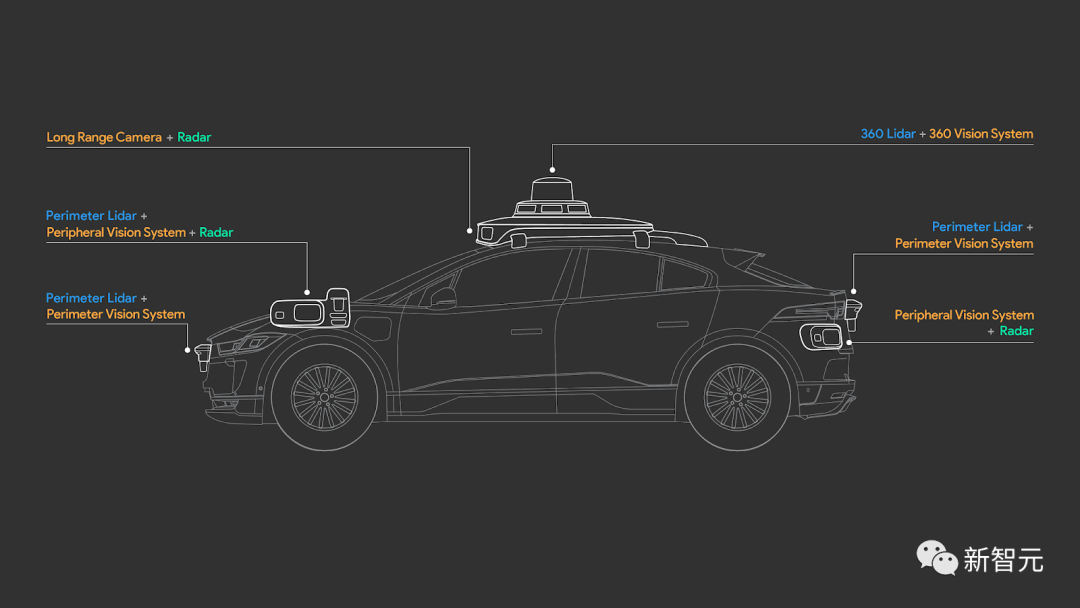 Long Range Camera + Radar
360 Lidar + 360 Vision System
Perimeter Lidar +
Peripheral Vision System + Radar
Perimeter Lidar +
Perimeter Vision System
Perimeter Lidar +
Perimeter Vision System
Peripheral Vision System
+ Radar
新智元